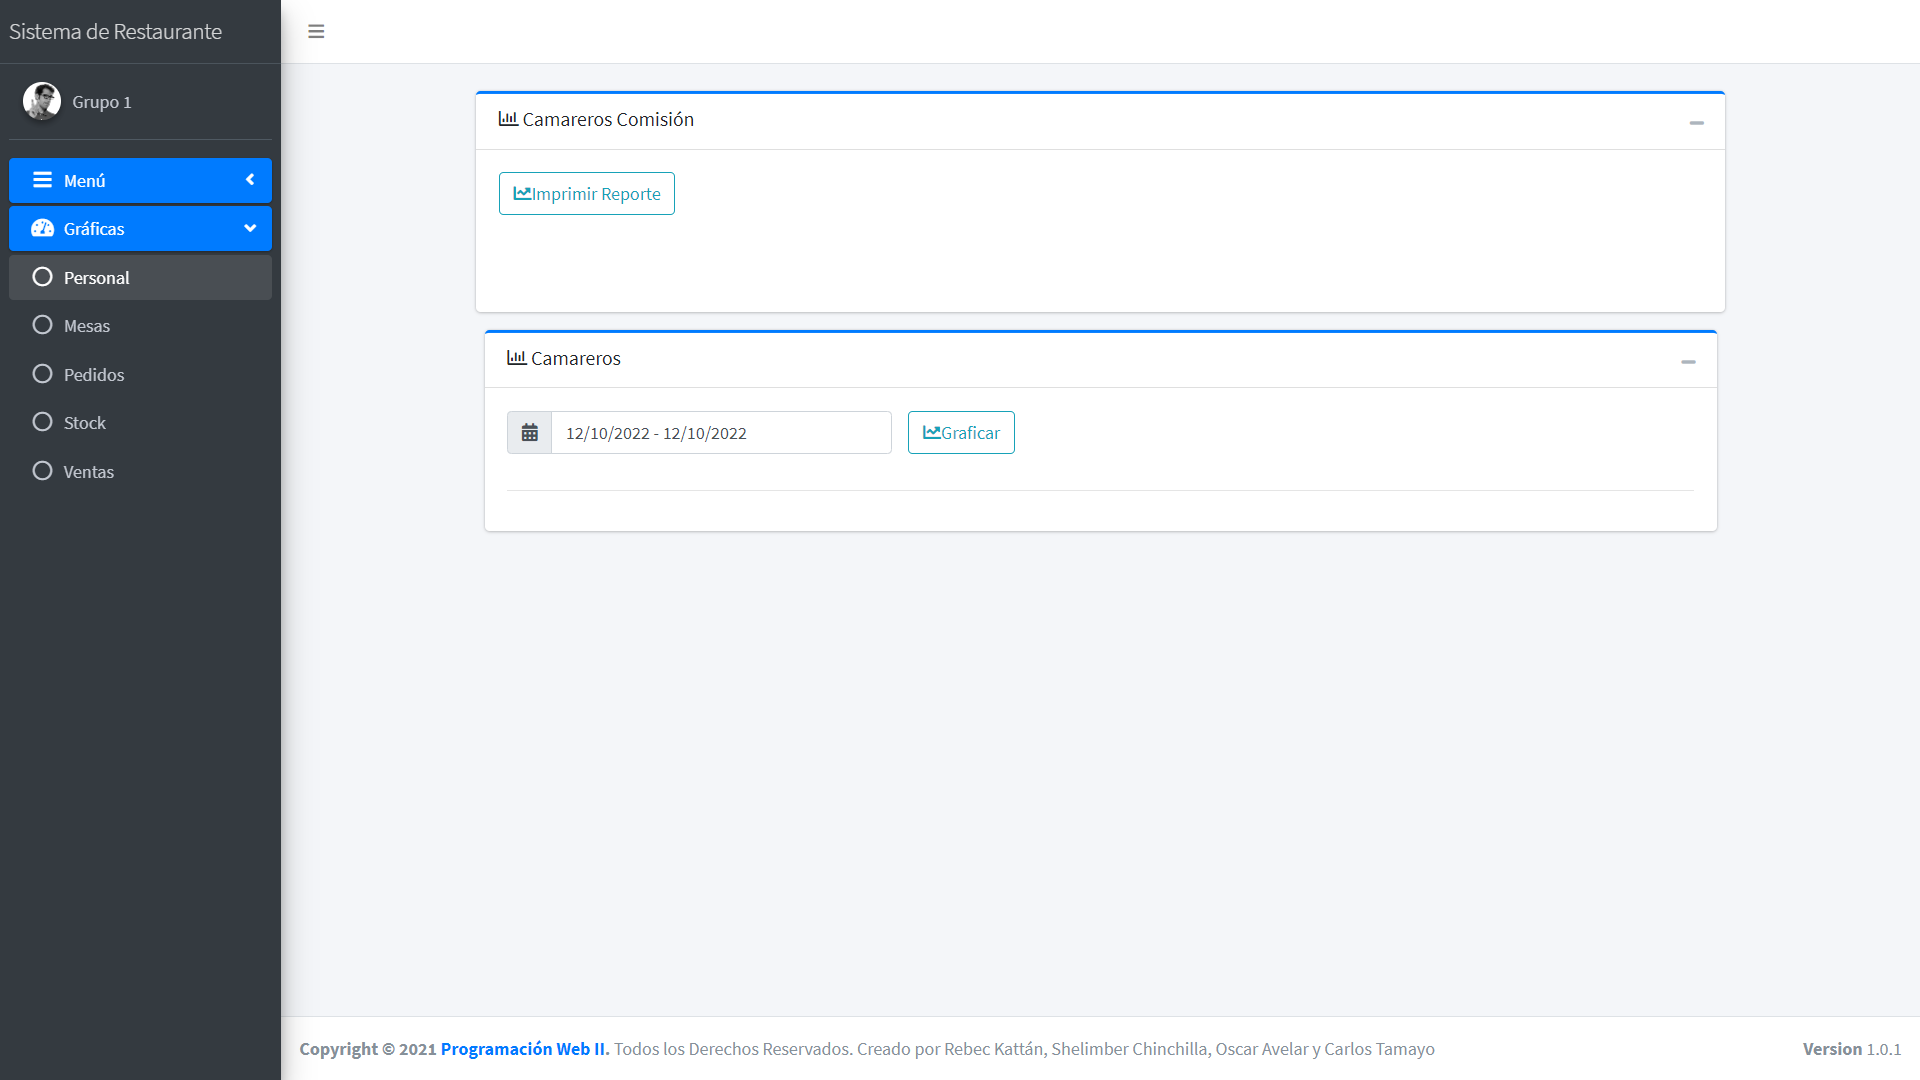 Sistema de Restaurante
Grupo 1
Menú
Gráficas
Personal
Mesas
Pedidos
Stock
Ventas
Camareros Comisión
Imprimir Reporte
Camareros
12/10/2022 - 12/10/2022
Graficar
Copyright © 2021 Programación Web II. Todos los Derechos Reservados. Creado por Rebec Kattán, Shelimber Chinchilla, Oscar Avelar y Carlos Tamayo
Version 1.0.1